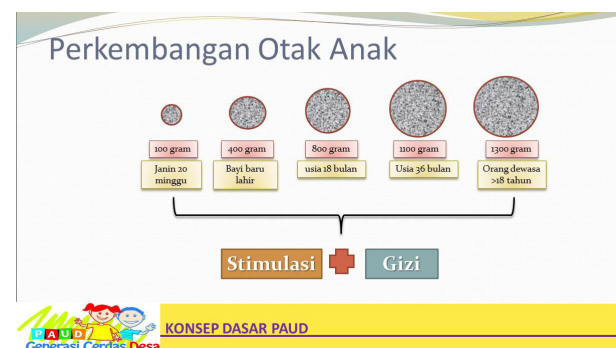 Perkembangan Otak Anak
100 gram
400 gram
800 gram
1100 gram
1300 gram
Janin 20
minggu
Bayi baru
lahir
usia 18 bulan
Usia 36 bulan
Orang dewasa
>18 tahun
Stimulasi
Gizi
PAUD
Generasi Cerdas Desa
KONSEP DASAR PAUD